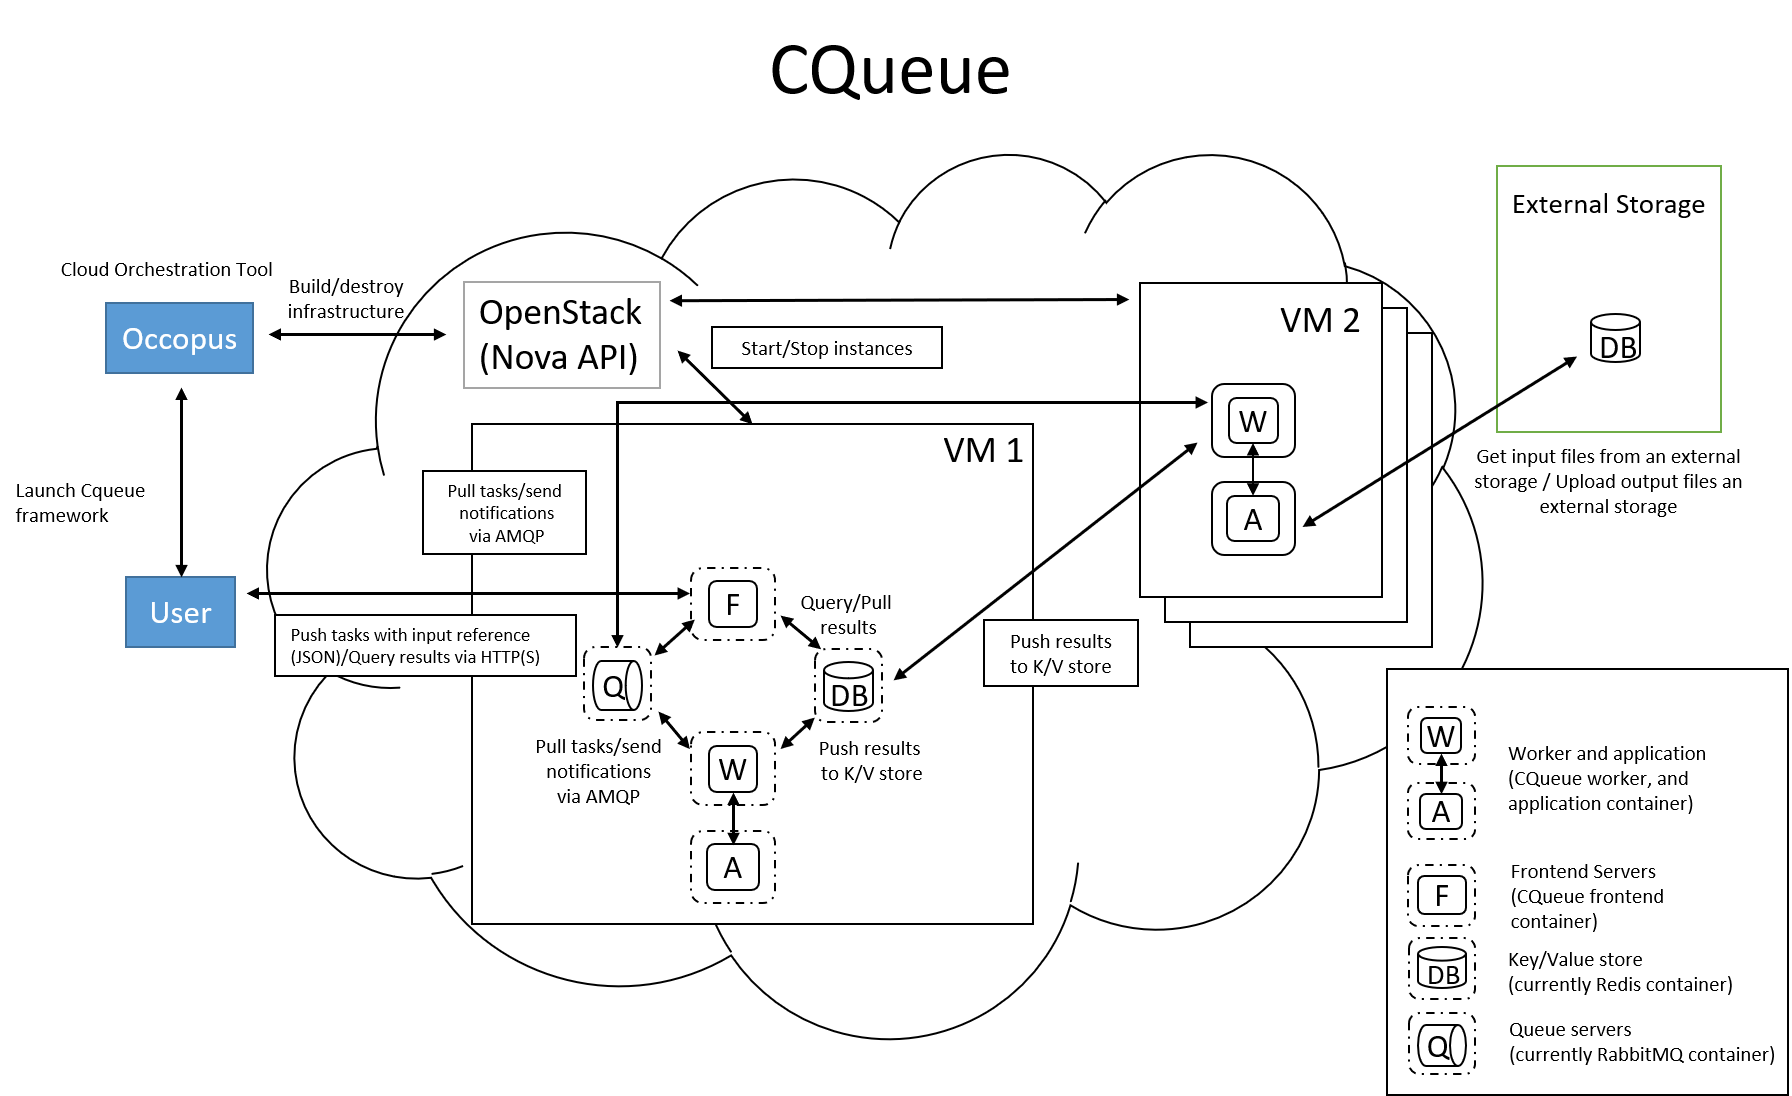 CQueue
Cloud Orchestration Tool
Occopus
Build/destroy
infrastructure
OpenStack
(Nova API)
Start/Stop instances
VM 2
W
A
External Storage
DB
Get input files from an external
storage / Upload output files an
external storage
Launch Cqueue
framework
User
Push tasks with input reference
(JSON)/Query results via HTTP(S)
VM 1
Pull tasks/send
notifications
via AMQP
F
Query/Pull
results
Q
DB
Pull tasks/send
notifications
via AMQP
W
Push results
to K/V store
A
Push results
to K/V store
W
A
Worker and application
(CQueue worker, and
application container)
F
Frontend Servers
(CQueue frontend
container)
DB
Key/Value store
(currently Redis container)
Q
Queue servers
(currently RabbitMQ container)